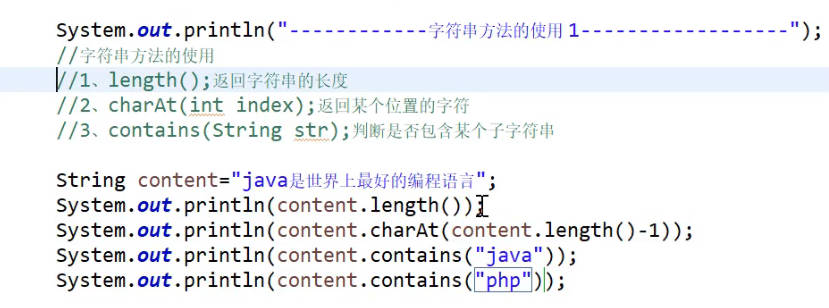 System.out.println("------------字符串方法的使用 1------------------");
//字符串方法的使用
//1、length();返回字符串的长度
//2、charAt(int index);返回某个位置的字符
//3、contains(String str);判断是否包含某个子字符串
String content="java是世界上最好的编程语言";
System.out.println(content.length());
System.out.println(content.charAt(content.length()-1));
System.out.println(content.contains("java"));
System.out.println(content.contains("php"));